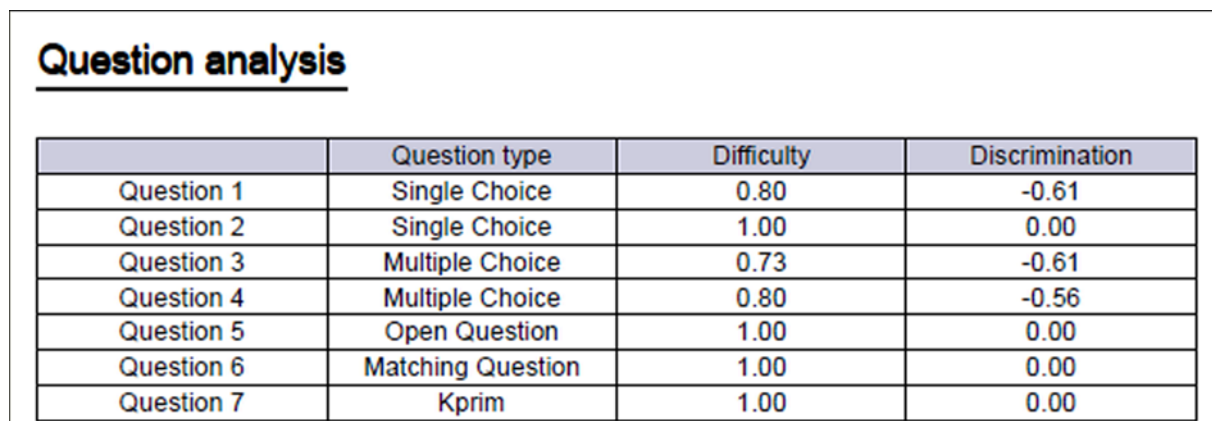 Question analysis
Question type Difficulty Discrimination
Question 1 Single Choice 0.80 -0.61
Question 2 Single Choice 1.00 0.00
Question 3 Multiple Choice 0.73 -0.61
Question 4 Multiple Choice 0.80 -0.56
Question 5 Open Question 1.00 0.00
Question 6 Matching Question 1.00 0.00
Question 7 Kprim 1.00 0.00